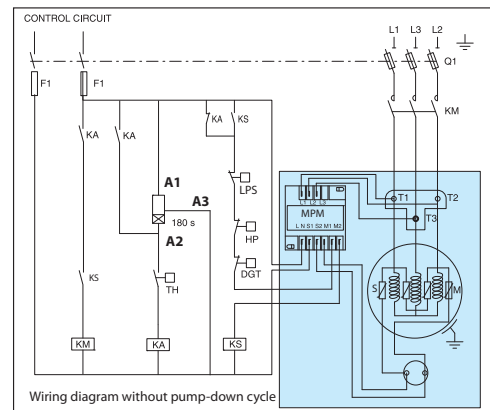 CONTROL CIRCUIT
L1 L3 L2
Q1
F1 F1
KA KS
KM
KA KA
A1
A3
LPS
180 s
A2
L1 L2 L3
MPM
L N S1 S2 M1 M2
T1 T2
T3
HP
DGT
TH
KS
S M
KM KA KS
Wiring diagram without pump-down cycle